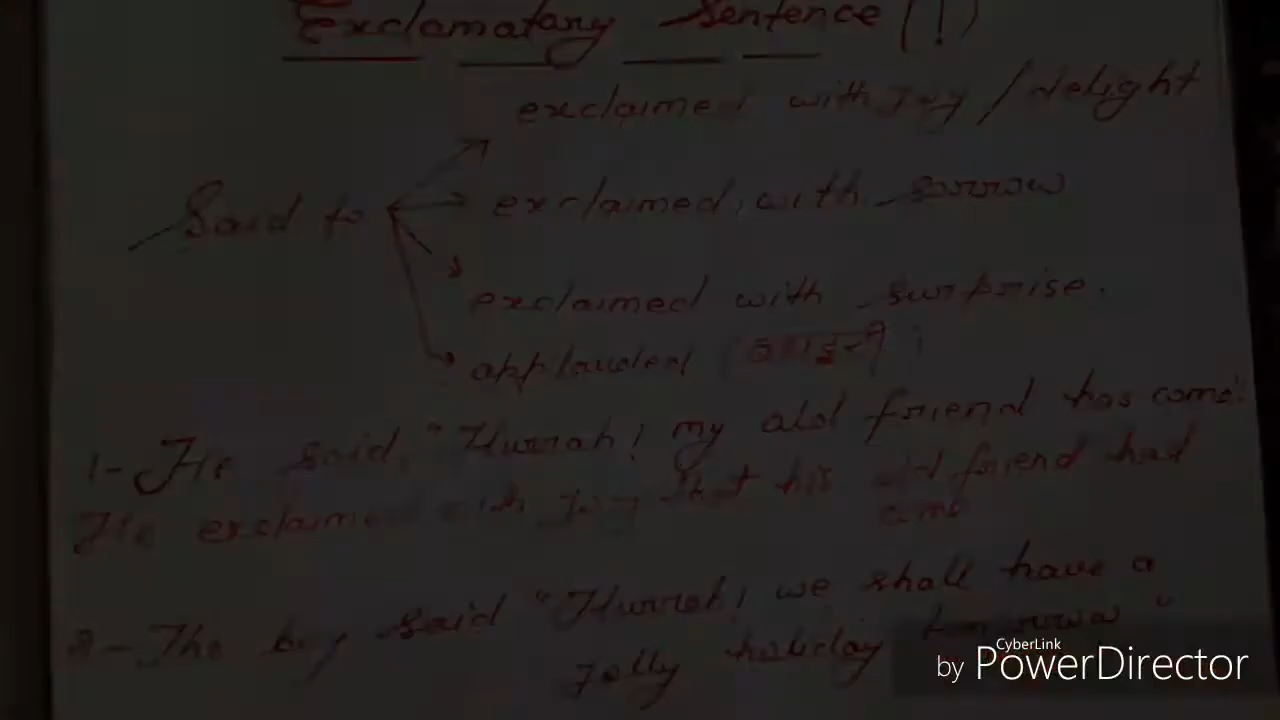 Exclamatory Sentence (!)
exclaimed with Joy / delight
Said to
exclaimed with sorrow
exclaimed with surprise.
applauded
1- He said, "Hurrah! my old friend has come.
He exclaimed with Joy that his old friend had
come
2- The boy said "Hurrah! we shall have a
Jolly holiday tomorrow"
CyberLink
by PowerDirector